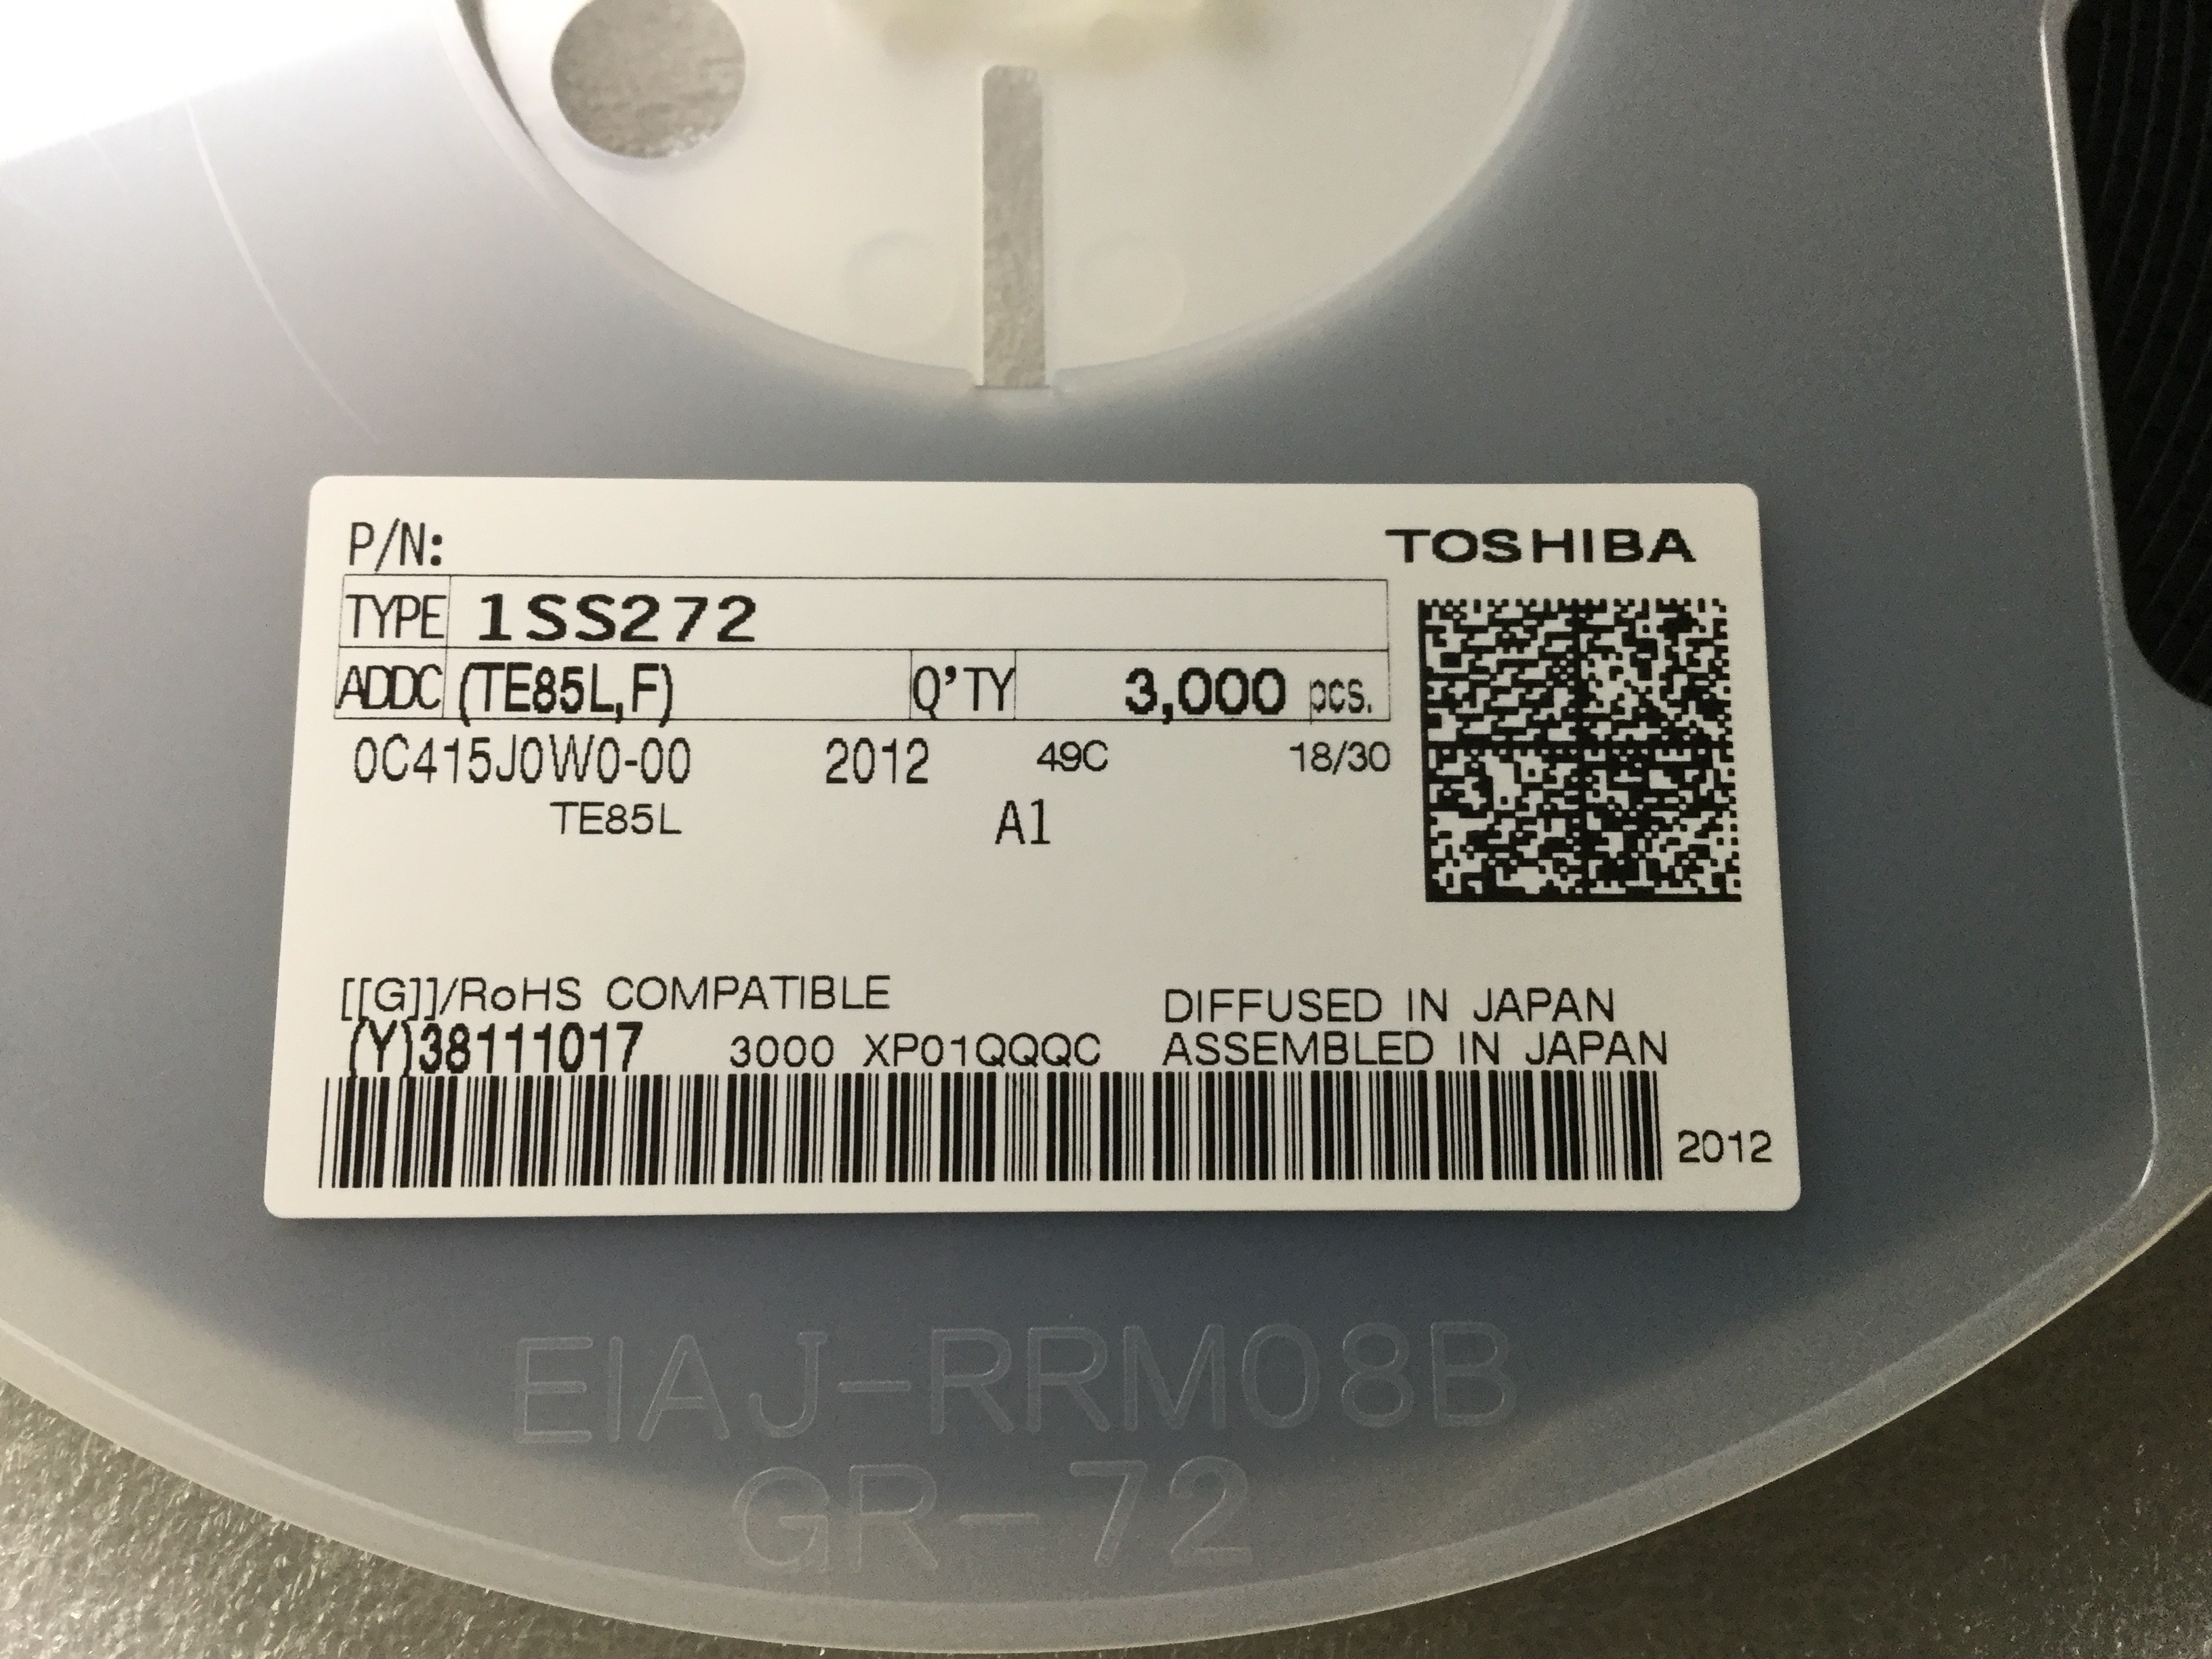 P/N:
TOSHIBA
TYPE 1SS272
ADDC (TE85L,F) Q'TY 3,000 pcs.
0C415J0W0-00 2012 49C 18/30
TE85L A1
[[G]]/RoHS COMPATIBLE DIFFUSED IN JAPAN
(Y)38111017 3000 XP01QQQC ASSEMBLED IN JAPAN
2012
EIAJ-RRM08B
GR-72